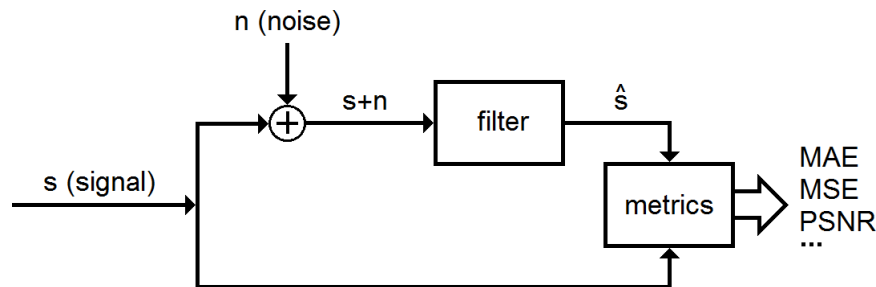 n (noise)
s+n
filter
ŝ
s (signal)
metrics
MAE
MSE
PSNR
...